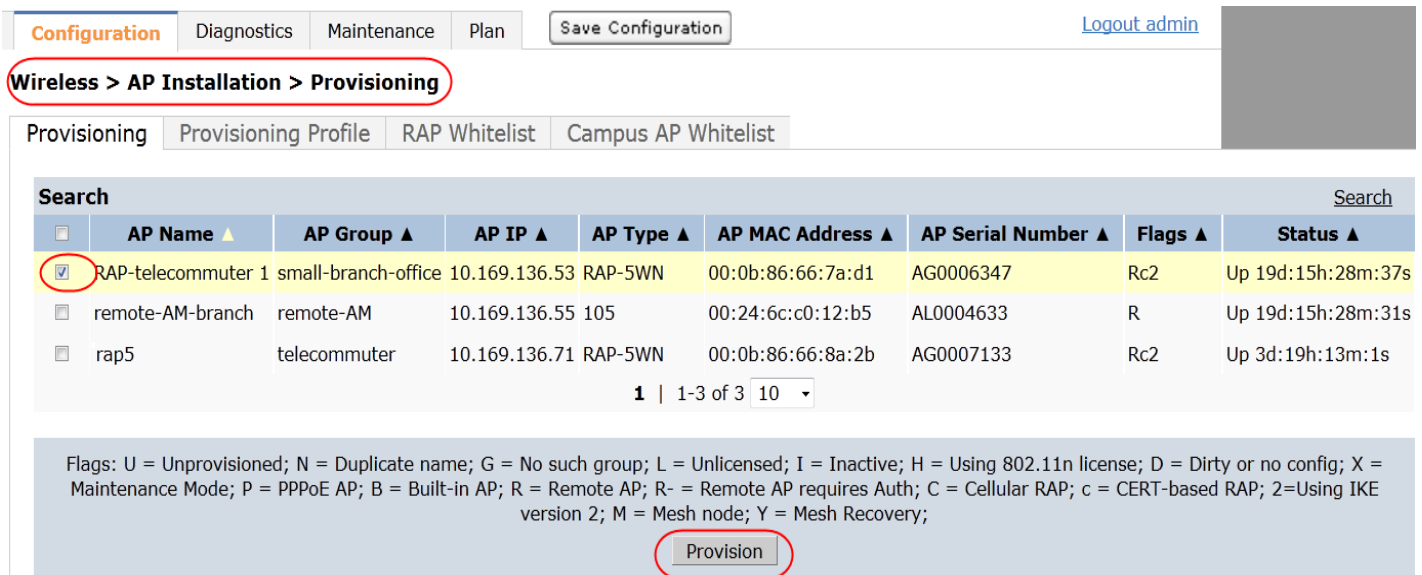 Configuration Diagnostics Maintenance Plan Save Configuration Logout admin
Wireless > AP Installation > Provisioning
Provisioning Provisioning Profile RAP Whitelist Campus AP Whitelist
Search Search
AP Name ▲ AP Group ▲ AP IP ▲ AP Type ▲ AP MAC Address ▲ AP Serial Number ▲ Flags ▲ Status ▲
RAP-telecommuter 1 small-branch-office 10.169.136.53 RAP-5WN 00:0b:86:66:7a:d1 AG0006347 Rc2 Up 19d:15h:28m:37s
remote-AM-branch remote-AM 10.169.136.55 105 00:24:6c:c0:12:b5 AL0004633 R Up 19d:15h:28m:31s
rap5 telecommuter 10.169.136.71 RAP-5WN 00:0b:86:66:8a:2b AG0007133 Rc2 Up 3d:19h:13m:1s
1 | 1-3 of 3 10
Flags: U = Unprovisioned; N = Duplicate name; G = No such group; L = Unlicensed; I = Inactive; H = Using 802.11n license; D = Dirty or no config; X =
Maintenance Mode; P = PPPoE AP; B = Built-in AP; R = Remote AP; R- = Remote AP requires Auth; C = Cellular RAP; c = CERT-based RAP; 2=Using IKE
version 2; M = Mesh node; Y = Mesh Recovery;
Provision